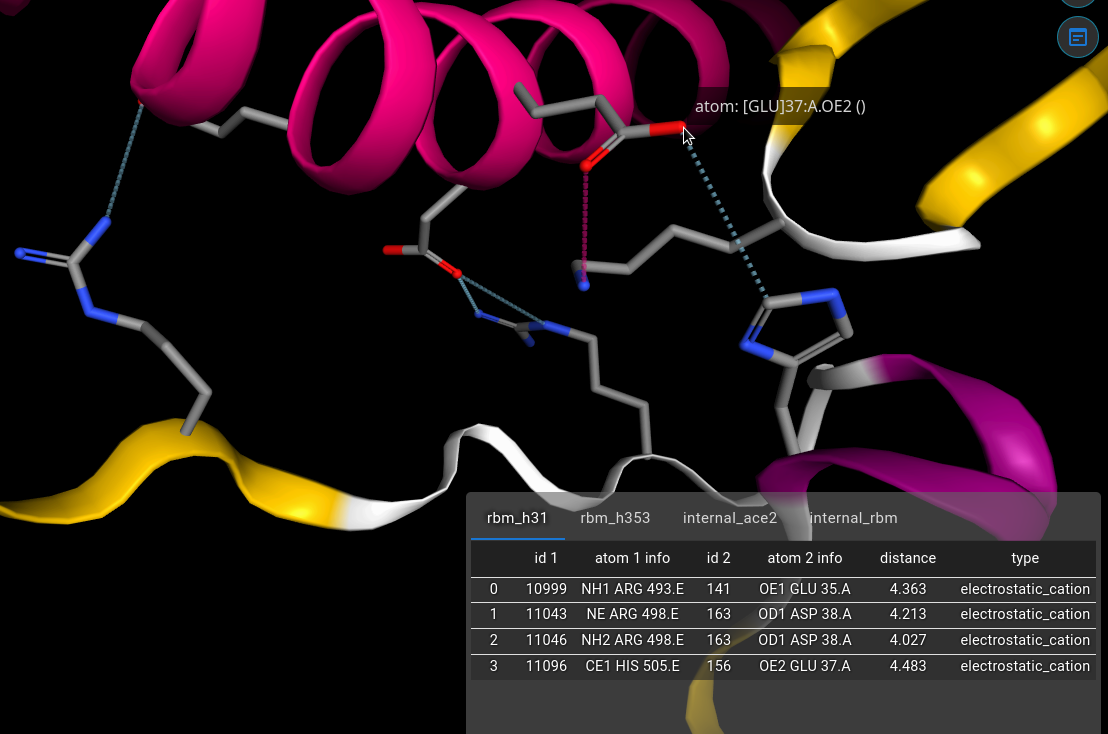 atom: [GLU]37:A.OE2 ()
rbm_h31 rbm_h353 internal_ace2 internal_rbm
id 1 atom 1 info id 2 atom 2 info distance type
0 10999 NH1 ARG 493.E 141 OE1 GLU 35.A 4.363 electrostatic_cation
1 11043 NE ARG 498.E 163 OD1 ASP 38.A 4.213 electrostatic_cation
2 11046 NH2 ARG 498.E 163 OD1 ASP 38.A 4.027 electrostatic_cation
3 11096 CE1 HIS 505.E 156 OE2 GLU 37.A 4.483 electrostatic_cation